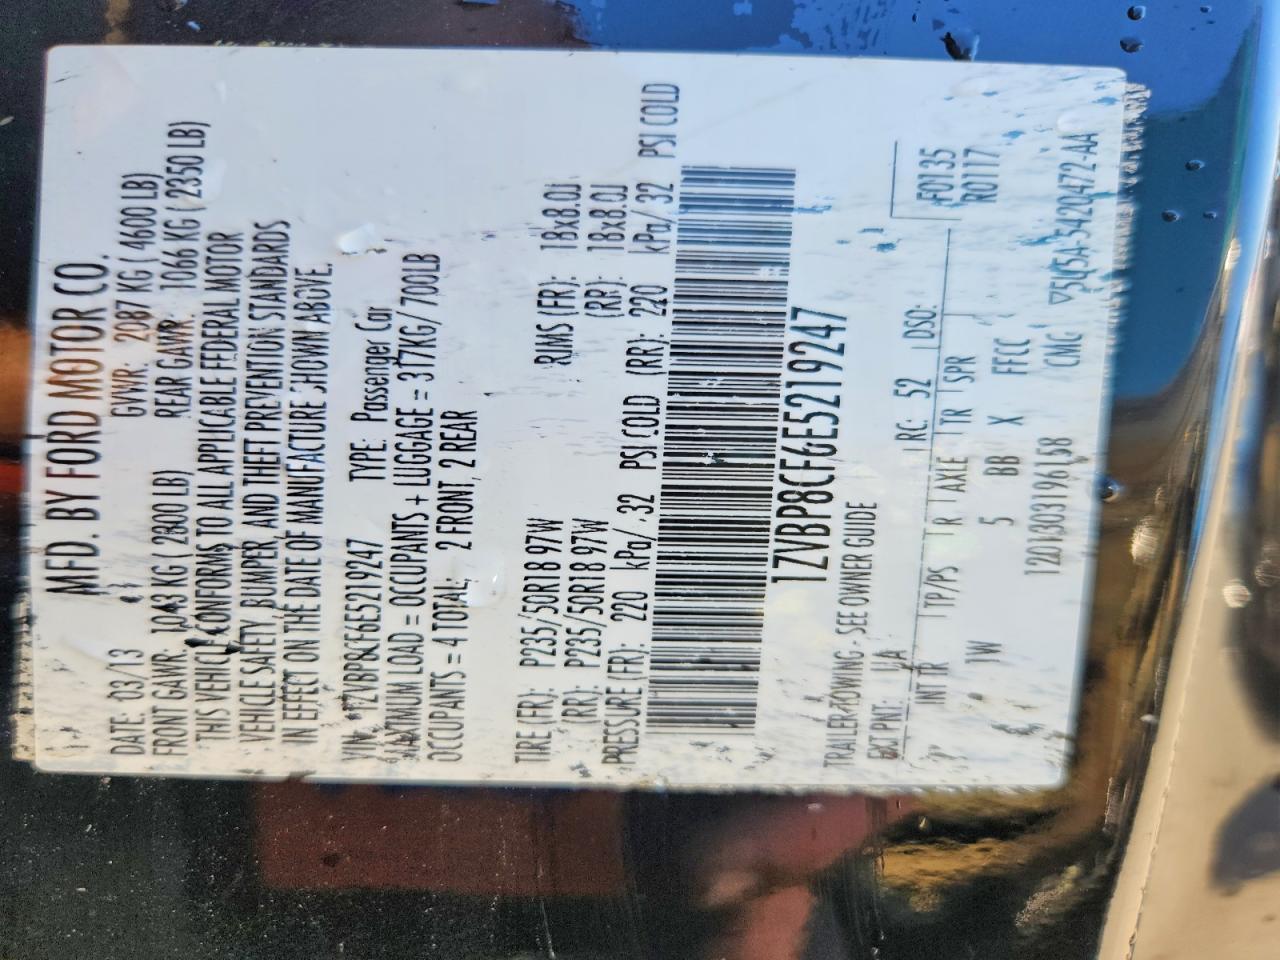 MFD. BY FORD MOTOR CO.
DATE: 03/13 GVWR: 2087 KG ( 4600 LB)
FRONT GAWR: 1043 KG ( 2300 LB) REAR GAWR: 1066 KG ( 2350 LB)
THIS VEHICLE CONFORMS TO ALL APPLICABLE FEDERAL MOTOR
VEHICLE SAFETY, BUMPER, AND THEFT PREVENTION STANDARDS
IN EFFECT ON THE DATE OF MANUFACTURE SHOWN ABOVE.
VIN: 1ZVBP8CF6E5219247 TYPE: Passenger Car
MAXIMUM LOAD = OCCUPANTS + LUGGAGE = 317KG/700LB
OCCUPANTS = 4 TOTAL: 2 FRONT, 2 REAR
TIRE (FR): P235/50R18 97W RIMS (FR): 18x8.0J
(RR): P235/50R18 97W (RR): 18x8.0J
PRESSURE (FR): 220 kPa/ 32 PSI COLD (RR): 220 kPa/ 32 PSI COLD
1ZVBP8CF6E5219247
TRAILER TOWING - SEE OWNER GUIDE
EXT PNT: UA RC: 52 DSO: F0135
INT TR TP/PS R AXLE TR SPR R0117
1W 5 BB X FCC
1201303196158 CMC ▽5U5A-5420472-AA